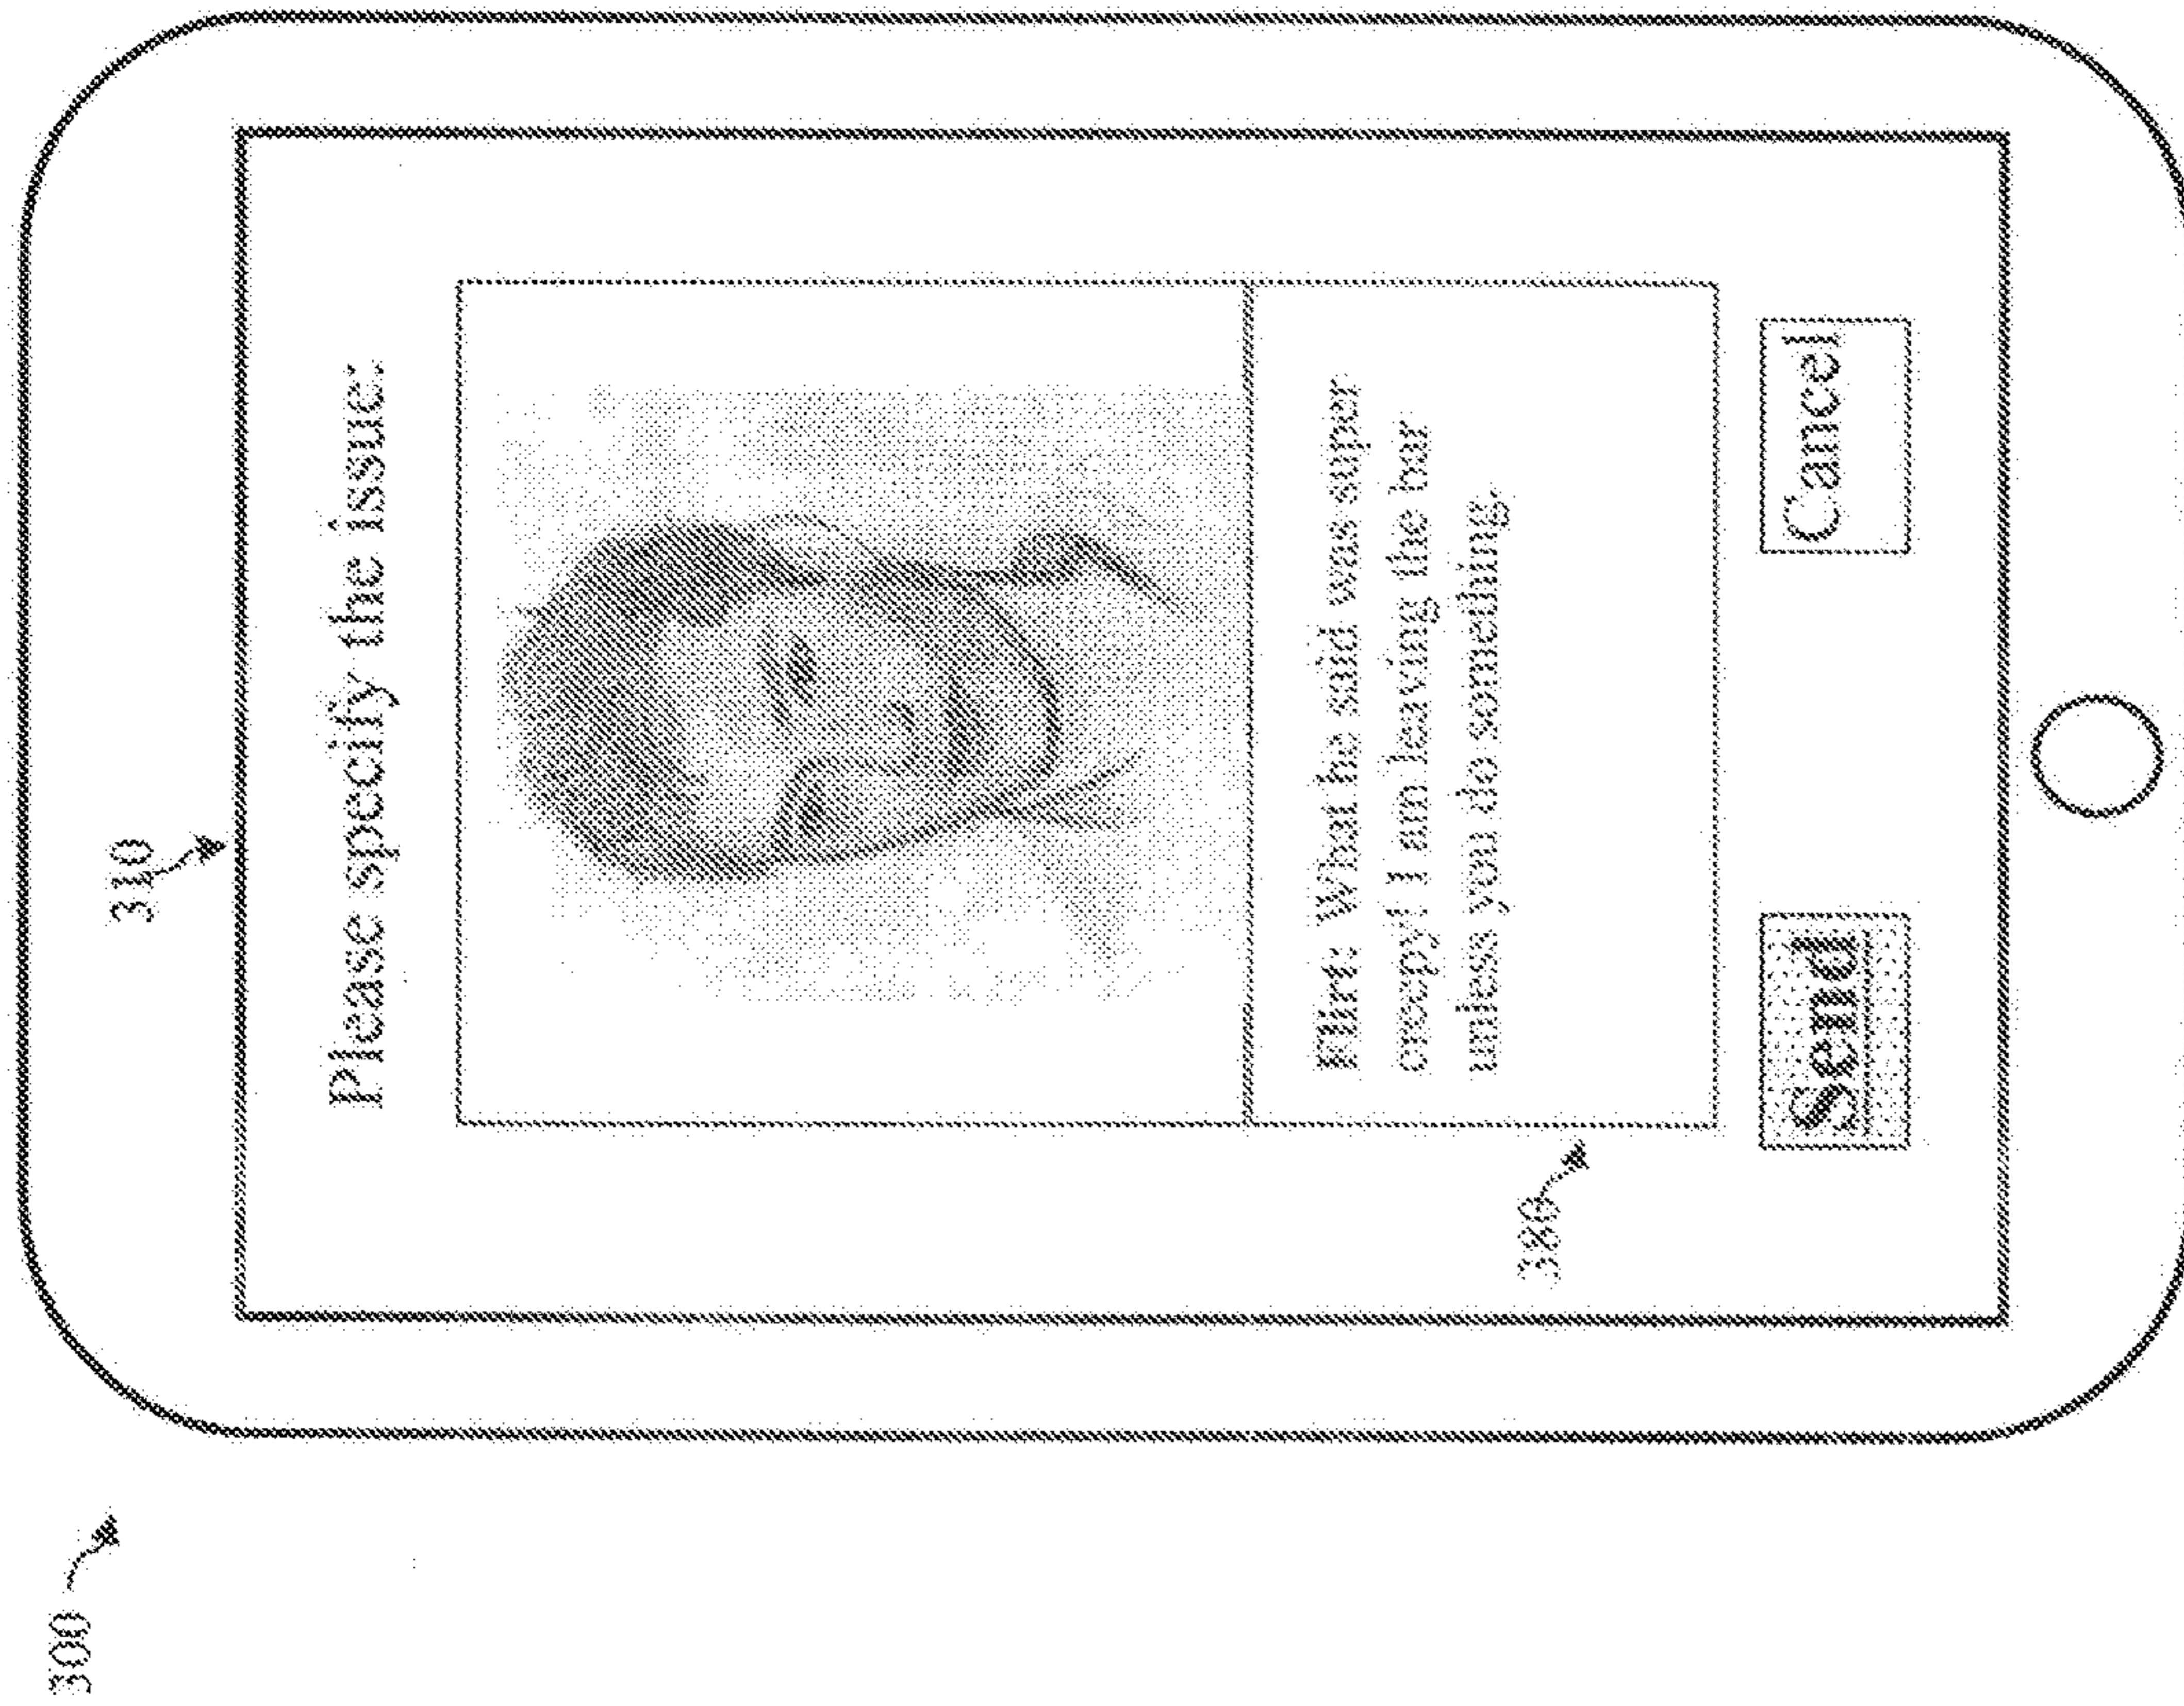 300
310
Please specify the issue:
Flirt: What he said was super
creepy! I am leaving the bar
unless you do something.
380
Send
Cancel